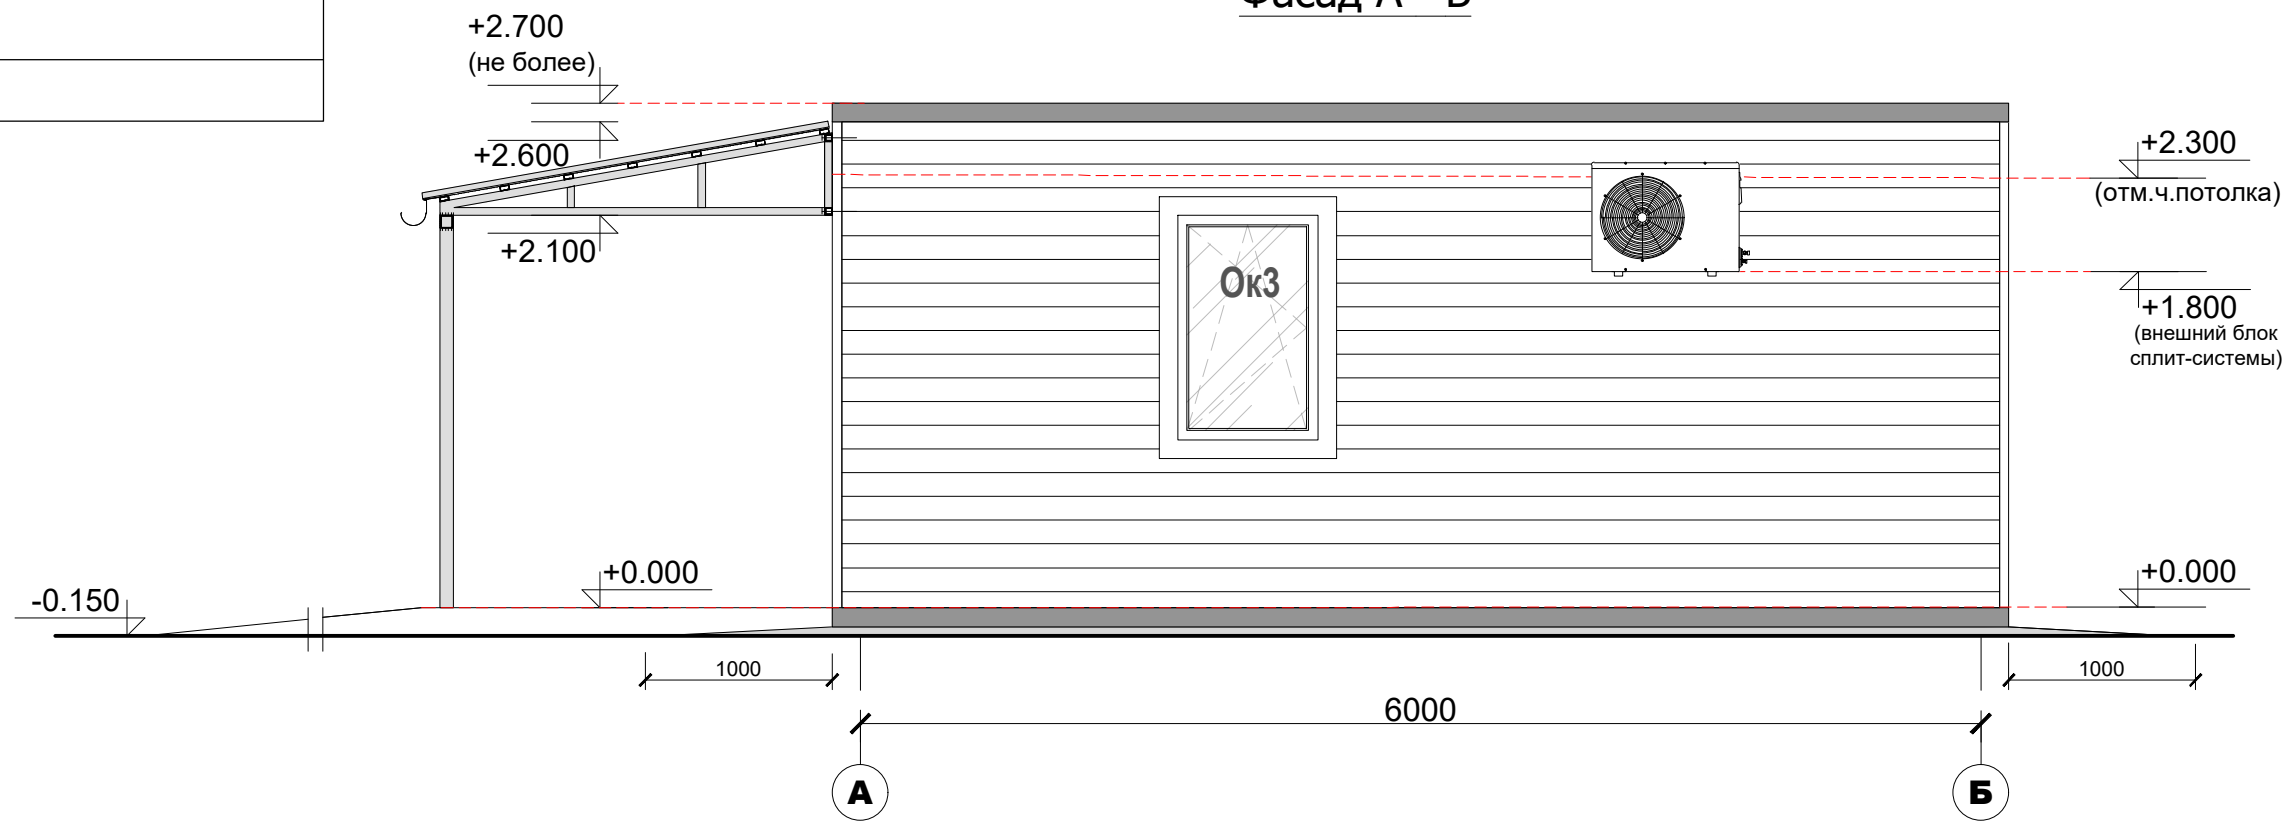 Фасад А - Б
+2.700
(не более)
+2.600
+2.300
(отм.ч.потолка)
+2.100
Ок3
+1.800
(внешний блок
сплит-системы)
+0.000
+0.000
-0.150
1000
1000
6000
А
Б